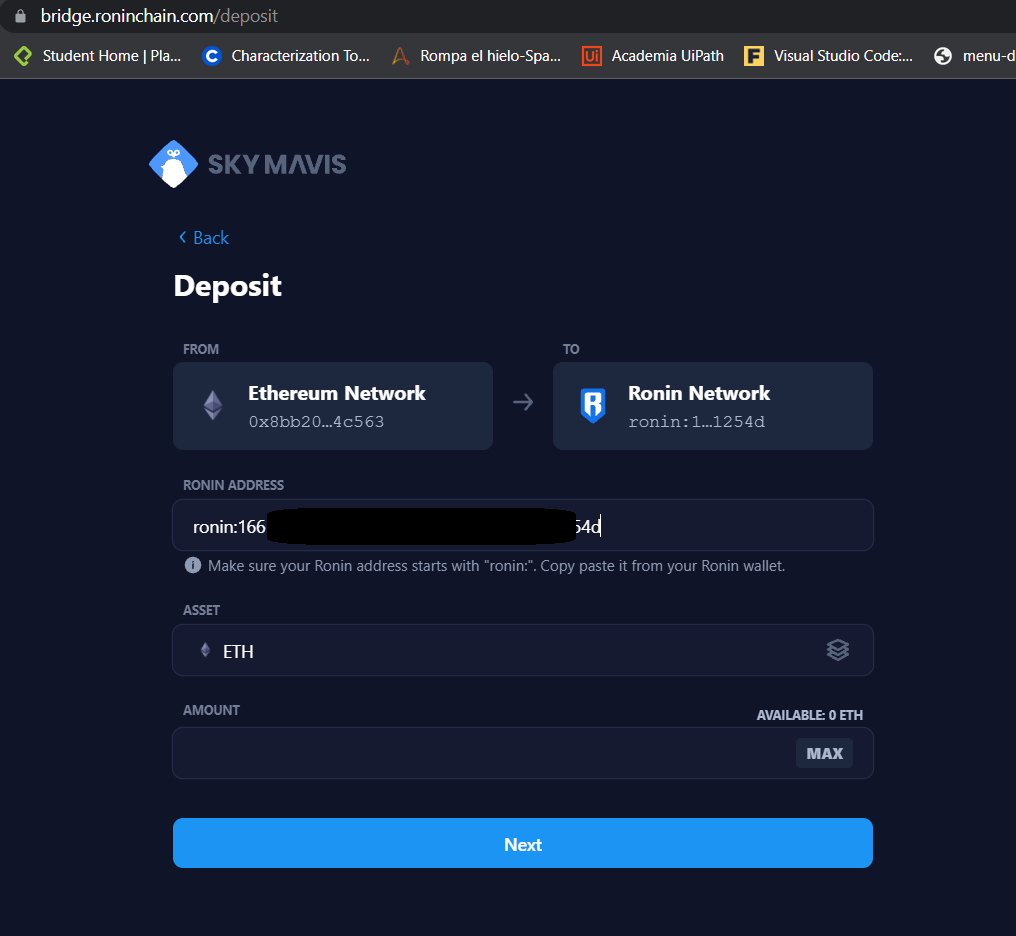 bridge.roninchain.com/deposit
Student Home | Pla... Characterization To... Rompa el hielo-Spa... Ui Academia UiPath F Visual Studio Code:... menu-d
SKY MAVIS
Back
Deposit
FROM TO
Ethereum Network Ronin Network
0x8bb20...4c563 ronin:1...1254d
RONIN ADDRESS
ronin:166 54d
Make sure your Ronin address starts with "ronin:". Copy paste it from your Ronin wallet.
ASSET
ETH
AMOUNT AVAILABLE: 0 ETH
MAX
Next